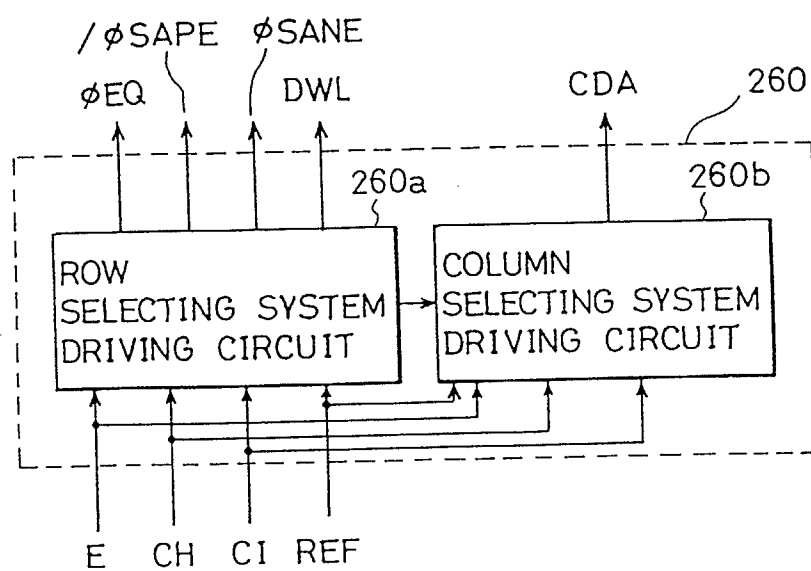 /φSAPE φSANE
φEQ DWL CDA 260
260a 260b
ROW
SELECTING SYSTEM
DRIVING CIRCUIT
COLUMN
SELECTING SYSTEM
DRIVING CIRCUIT
E CH CI REF